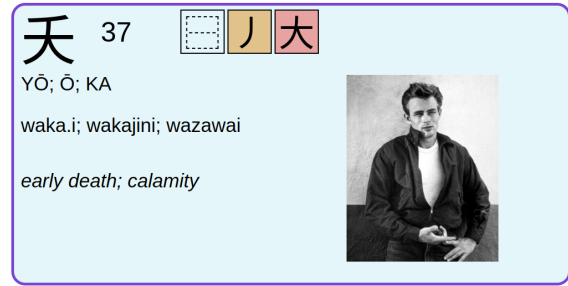 夭 37 丿 大
YŌ; Ō; KA
waka.i; wakajini; wazawai
early death; calamity